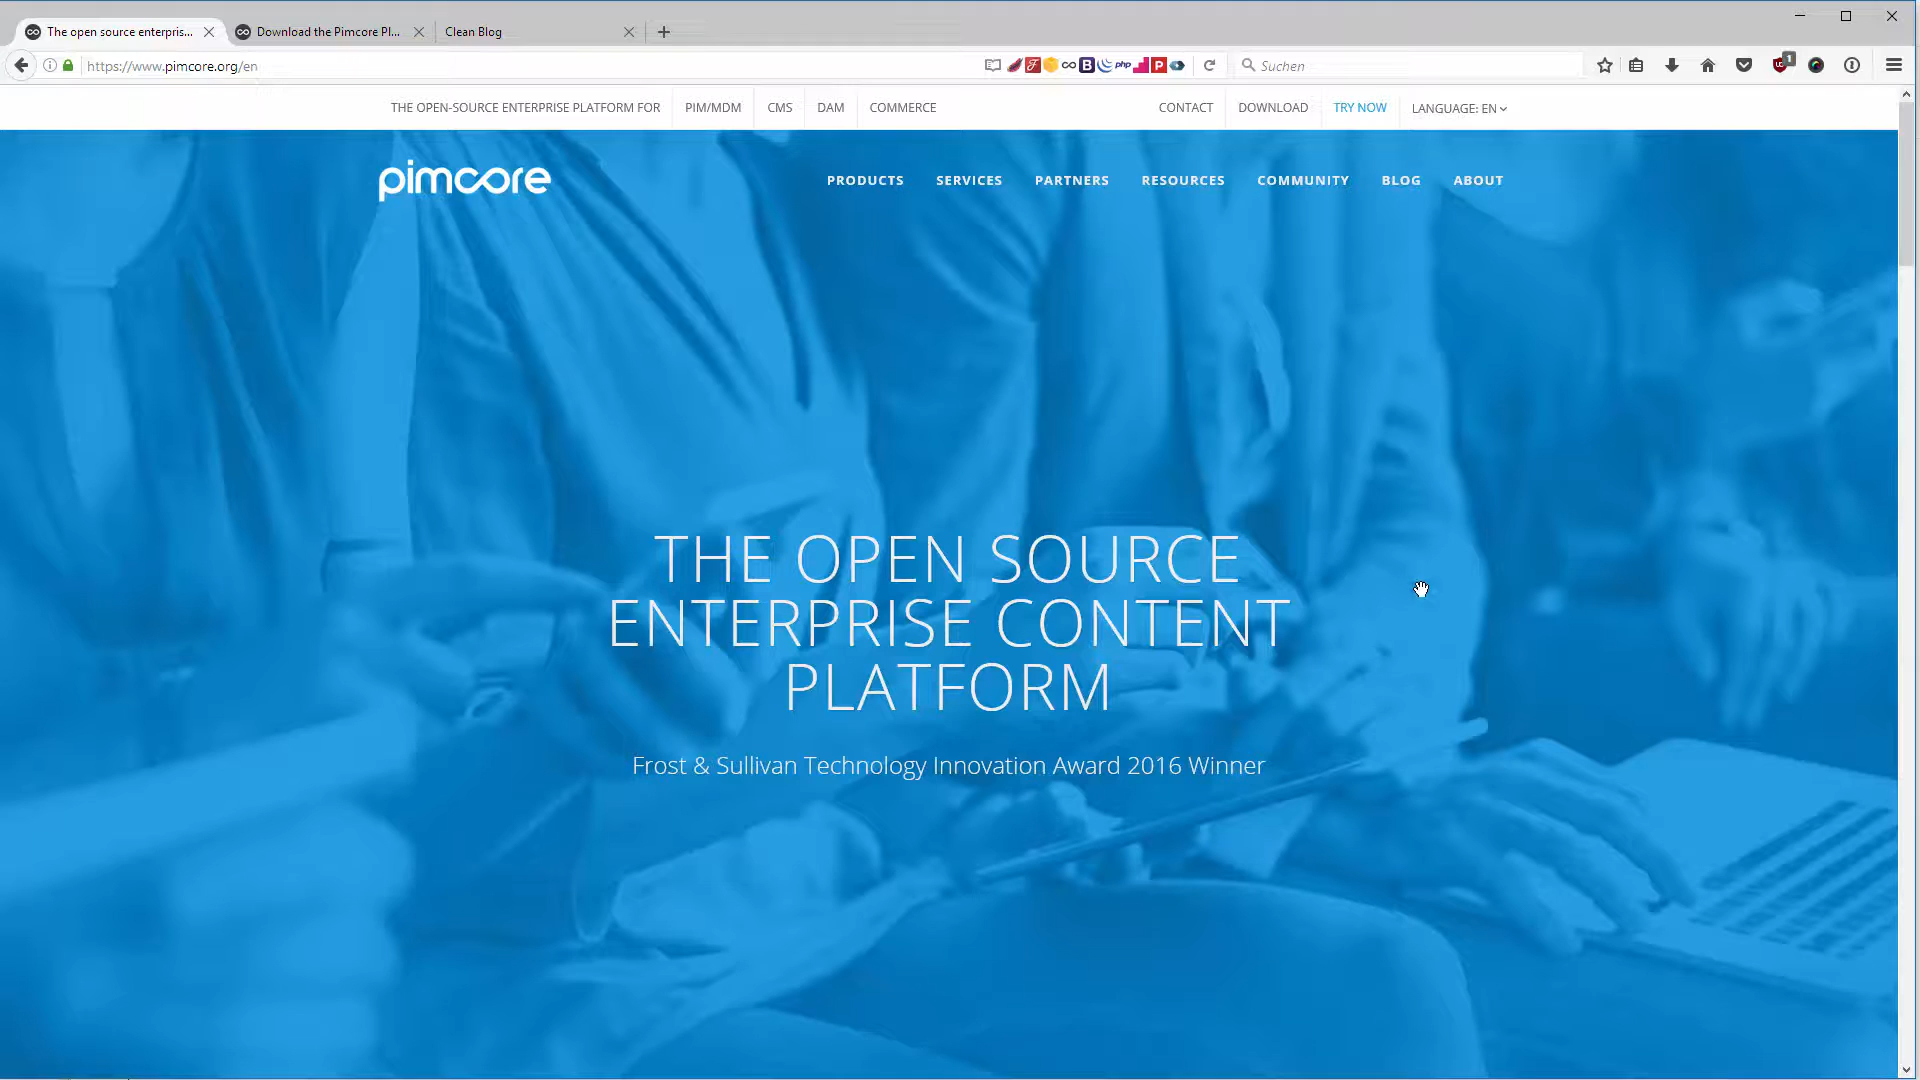 The open source enterpris...
Download the Pimcore Pl...
Clean Blog
https://www.pimcore.org/en
php
Suchen
1
THE OPEN-SOURCE ENTERPRISE PLATFORM FOR
PIM/MDM
CMS
DAM
COMMERCE
CONTACT
DOWNLOAD
TRY NOW
LANGUAGE: EN
pimcore
PRODUCTS
SERVICES
PARTNERS
RESOURCES
COMMUNITY
BLOG
ABOUT
THE OPEN SOURCE
ENTERPRISE CONTENT
PLATFORM
Frost & Sullivan Technology Innovation Award 2016 Winner